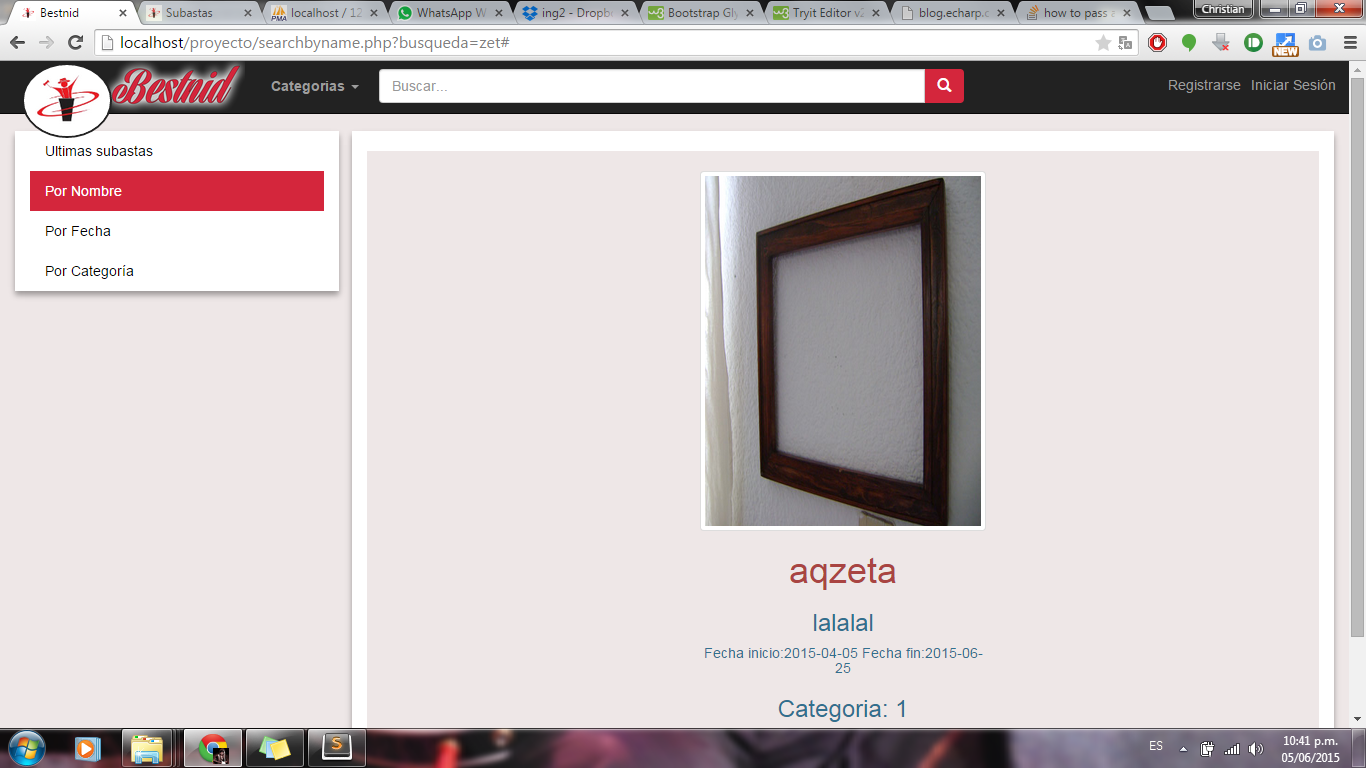 Bestnid
Subastas
localhost / 12
WhatsApp W
ing2 - Dropb
Bootstrap Gly
Tryit Editor v2
blog.echarp.c
how to pass a
Christian
localhost/proyecto/searchbyname.php?busqueda=zet#
NEW
Bestnid
Categorias
Buscar...
Registrarse
Iniciar Sesión
Ultimas subastas
Por Nombre
Por Fecha
Por Categoría
aqzeta
lalalal
Fecha inicio:2015-04-05 Fecha fin:2015-06-
25
Categoria: 1
ES
10:41 p.m.
05/06/2015